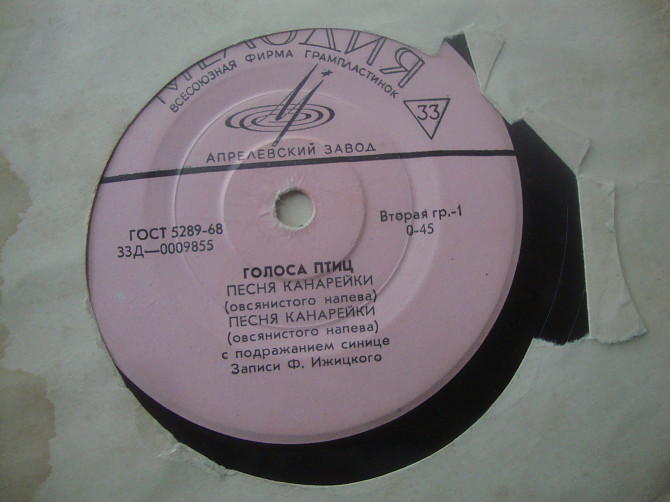 МЕЛОДИЯ
ВСЕСОЮЗНАЯ ФИРМА ГРАМПЛАСТИНОК
33
АПРЕЛЕВСКИЙ ЗАВОД
ГОСТ 5289-68
33Д—0009855
Вторая гр.-1
0-45
ГОЛОСА ПТИЦ
ПЕСНЯ КАНАРЕЙКИ
(овсянистого напева)
ПЕСНЯ КАНАРЕЙКИ
(овсянистого напева)
с подражанием синице
Записи Ф. Ижицкого